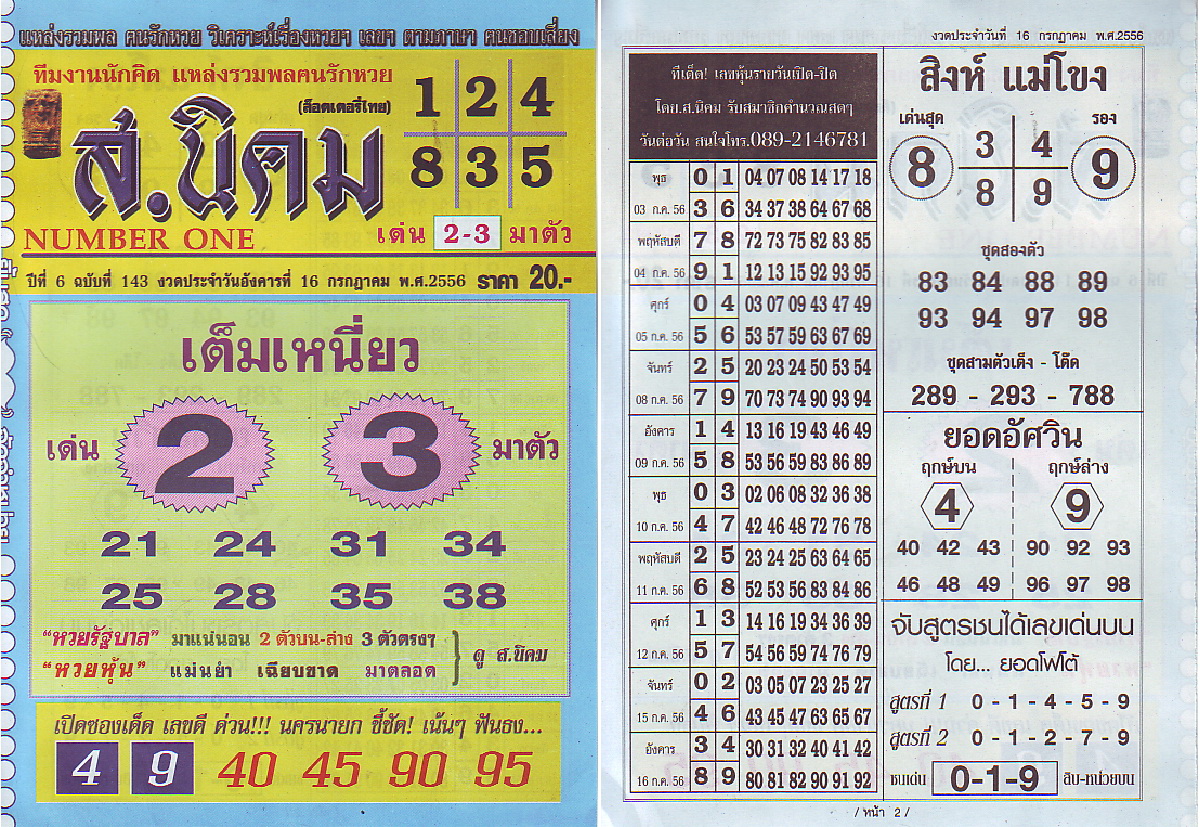 แหล่งรวมพล คนรักหวย วิเคราะห์เรื่องหวยๆ เลขๆ ตามภาษา คนชอบเสี่ยง
ทีมงานนักคิด แหล่งรวมพลคนรักหวย
(ล็อตเตอรี่ไทย)
ส.นิคม
1 2 4
8 3 5
NUMBER ONE
เด่น 2-3 มาตัว
ปีที่ 6 ฉบับที่ 143 งวดประจำวันอังคารที่ 16 กรกฎาคม พ.ศ.2556 ราคา 20.-
เต็มเหนี่ยว
เด่น 2 3 มาตัว
21 24 31 34
25 28 35 38
"หวยรัฐบาล" มาแน่นอน 2 ตัวบน-ล่าง 3 ตัวตรงๆ
"หวยหุ้น" แม่นยำ เฉียบขาด มาตลอด
ดู ส.นิคม
เปิดซองเด็ด เลขดี ด่วน!!! นครนายก ชี้ชัด! เน้นๆ ฟันธง...
4 9 40 45 90 95
งวดประจำวันที่ 16 กรกฎาคม พ.ศ.2556
ทีเด็ด! เลขหุ้นรายวันเปิด-ปิด
โดย.ส.นิคม รับสมาชิกคำนวณสดๆ
วันต่อวัน สนใจโทร.089-2146781
พุธ 0 1 04 07 08 14 17 18
03 ก.ค. 56 3 6 34 37 38 64 67 68
พฤหัสบดี 7 8 72 73 75 82 83 85
04 ก.ค. 56 9 1 12 13 15 92 93 95
ศุกร์ 0 4 03 07 09 43 47 49
05 ก.ค. 56 5 6 53 57 59 63 67 69
จันทร์ 2 5 20 23 24 50 53 54
08 ก.ค. 56 7 9 70 73 74 90 93 94
อังคาร 1 4 13 16 19 43 46 49
09 ก.ค. 56 5 8 53 56 59 83 86 89
พุธ 0 3 02 06 08 32 36 38
10 ก.ค. 56 4 7 42 46 48 72 76 78
พฤหัสบดี 2 5 23 24 25 63 64 65
11 ก.ค. 56 6 8 52 53 56 83 84 86
ศุกร์ 1 3 14 16 19 34 36 39
12 ก.ค. 56 5 7 54 56 59 74 76 79
จันทร์ 0 2 03 05 07 23 25 27
15 ก.ค. 56 4 6 43 45 47 63 65 67
อังคาร 3 4 30 31 32 40 41 42
16 ก.ค. 56 8 9 80 81 82 90 91 92
สิงห์ แม่โขง
เด่นสุด รอง
8 3 4 9
8 9
ชุดสองตัว
83 84 88 89
93 94 97 98
ชุดสามตัวเต็ง - โต๊ด
289 - 293 - 788
ยอดอัศวิน
ฤกษ์บน ฤกษ์ล่าง
4 9
40 42 43 90 92 93
46 48 49 96 97 98
จับสูตรชนได้เลขเด่นบน
โดย... ยอดโพโต้
สูตรที่ 1 0 - 1 - 4 - 5 - 9
สูตรที่ 2 0 - 1 - 2 - 7 - 9
ชนเด่น 0-1-9 สิบ-หน่วยบน
/ หน้า 2 /